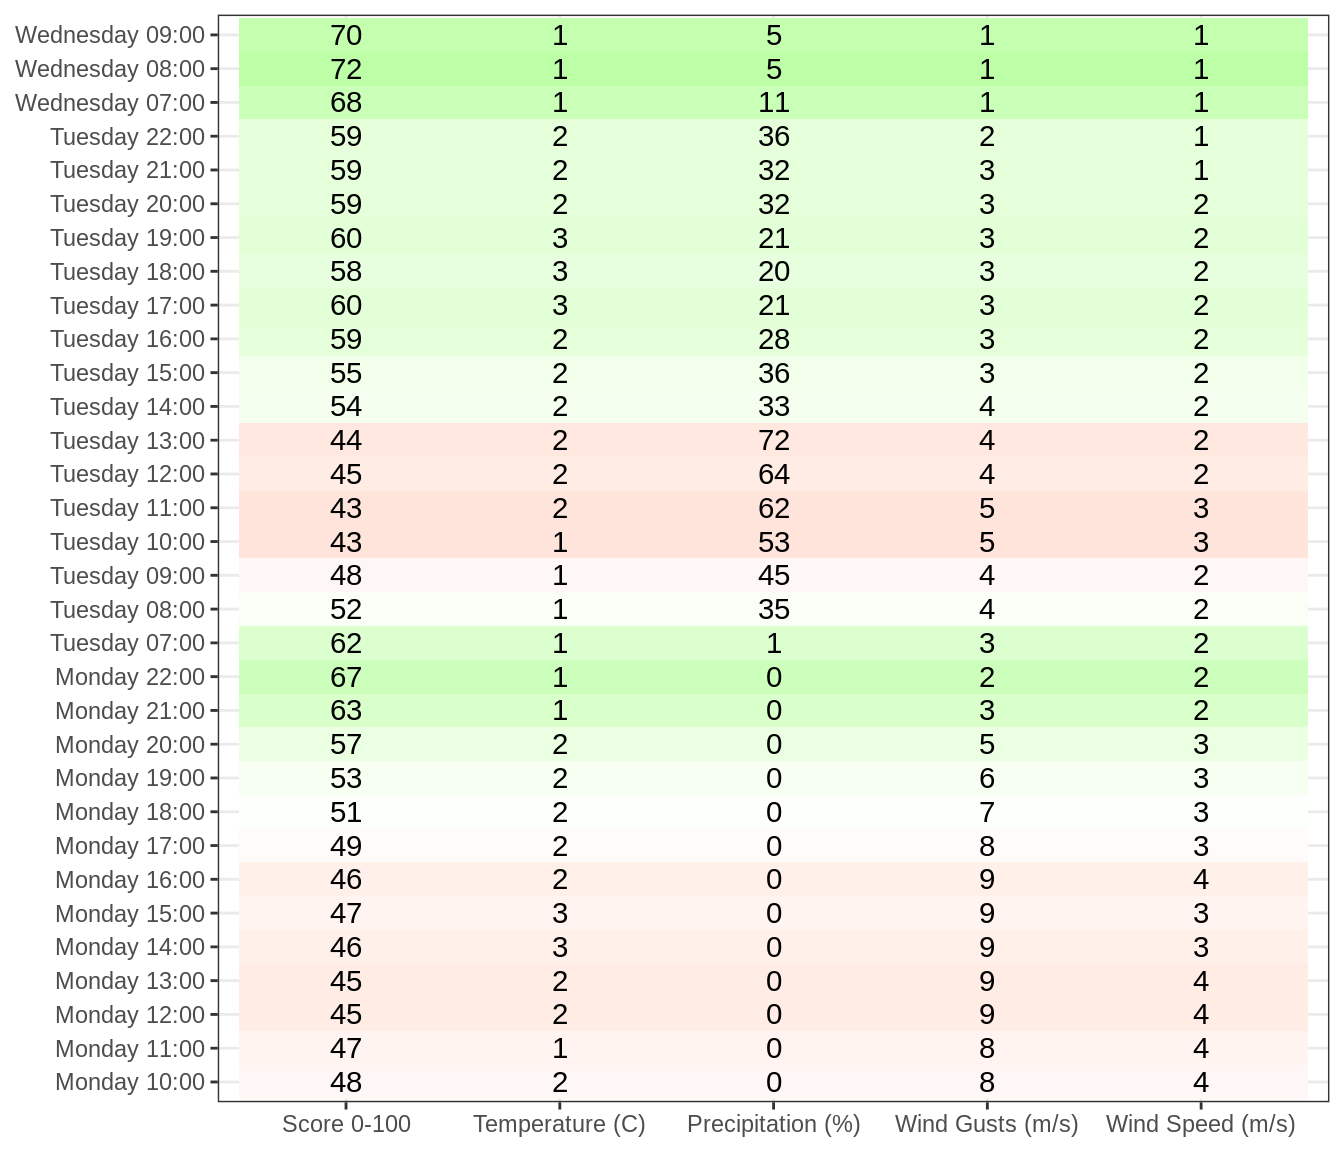 Wednesday 09:00 70 1 5 1 1
Wednesday 08:00 72 1 5 1 1
Wednesday 07:00 68 1 11 1 1
Tuesday 22:00 59 2 36 2 1
Tuesday 21:00 59 2 32 3 1
Tuesday 20:00 59 2 32 3 2
Tuesday 19:00 60 3 21 3 2
Tuesday 18:00 58 3 20 3 2
Tuesday 17:00 60 3 21 3 2
Tuesday 16:00 59 2 28 3 2
Tuesday 15:00 55 2 36 3 2
Tuesday 14:00 54 2 33 4 2
Tuesday 13:00 44 2 72 4 2
Tuesday 12:00 45 2 64 4 2
Tuesday 11:00 43 2 62 5 3
Tuesday 10:00 43 1 53 5 3
Tuesday 09:00 48 1 45 4 2
Tuesday 08:00 52 1 35 4 2
Tuesday 07:00 62 1 1 3 2
Monday 22:00 67 1 0 2 2
Monday 21:00 63 1 0 3 2
Monday 20:00 57 2 0 5 3
Monday 19:00 53 2 0 6 3
Monday 18:00 51 2 0 7 3
Monday 17:00 49 2 0 8 3
Monday 16:00 46 2 0 9 4
Monday 15:00 47 3 0 9 3
Monday 14:00 46 3 0 9 3
Monday 13:00 45 2 0 9 4
Monday 12:00 45 2 0 9 4
Monday 11:00 47 1 0 8 4
Monday 10:00 48 2 0 8 4
Score 0-100 Temperature (C) Precipitation (%) Wind Gusts (m/s) Wind Speed (m/s)